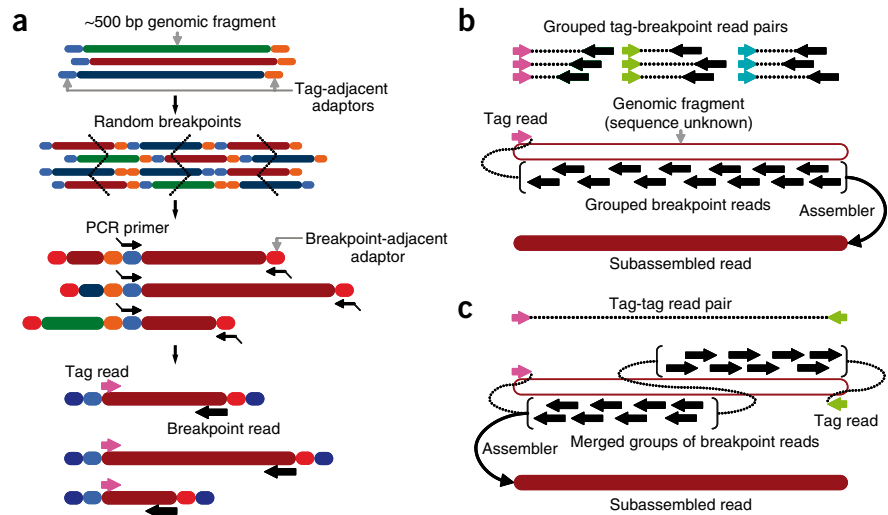 a
~500 bp genomic fragment
Tag-adjacent
adaptors
Random breakpoints
PCR primer
Breakpoint-adjacent
adaptor
Tag read
Breakpoint read
b
Grouped tag-breakpoint read pairs
Genomic fragment
(sequence unknown)
Tag read
Grouped breakpoint reads
Assembler
Subassembled read
c
Tag-tag read pair
Tag read
Assembler
Merged groups of breakpoint reads
Subassembled read